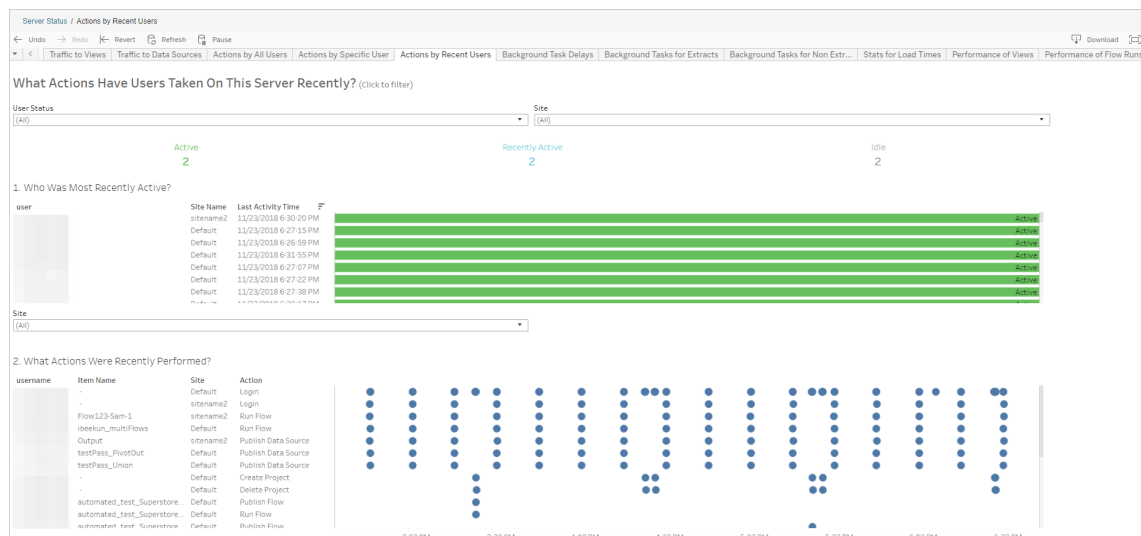 Server Status / Actions by Recent Users
← Undo → Redo Revert Refresh Pause Download
Traffic to Views Traffic to Data Sources Actions by All Users Actions by Specific User Actions by Recent Users Background Task Delays Background Tasks for Extracts Background Tasks for Non Extr... Stats for Load Times Performance of Views Performance of Flow Runs
What Actions Have Users Taken On This Server Recently? (Click to filter)
User Status Site
(All) (All)
Active Recently Active Idle
2 2 2
1. Who Was Most Recently Active?
user Site Name Last Activity Time
sitename2 11/23/2018 6:30:20 PM Active
Default 11/23/2018 6:27:15 PM Active
Default 11/23/2018 6:26:59 PM Active
Default 11/23/2018 6:31:55 PM Active
Default 11/23/2018 6:27:07 PM Active
Default 11/23/2018 6:27:22 PM Active
Default 11/23/2018 6:27:38 PM Active
Site
(All)
2. What Actions Were Recently Performed?
username Item Name Site Action
- Default Login
- sitename2 Login
Flow123-Sam-1 sitename2 Run Flow
ibeekun_multiFlows Default Run Flow
Output sitename2 Publish Data Source
testPass_PivotOut Default Publish Data Source
testPass_Union Default Publish Data Source
- Default Create Project
- Default Delete Project
automated_test_Superstore... Default Publish Flow
automated_test_Superstore... Default Run Flow
automated_test_Superstore... Default Publish Flow